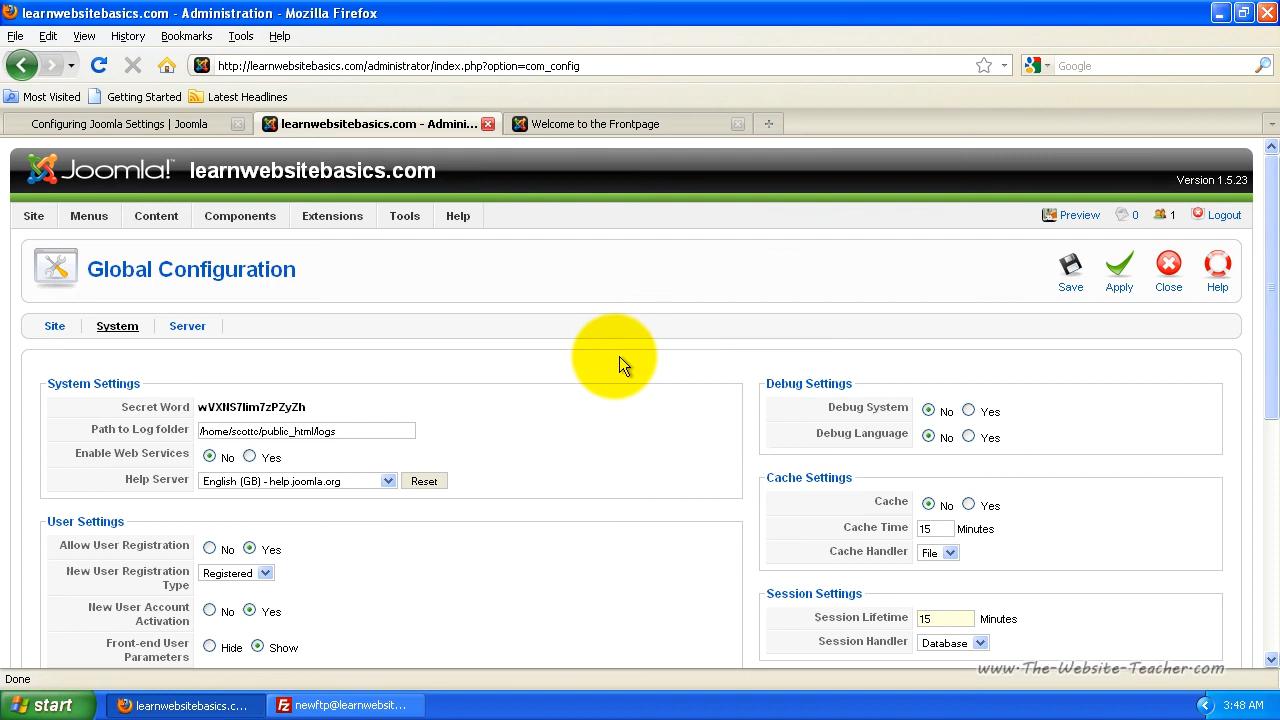 learnwebsitebasics.com - Administration - Mozilla Firefox
File Edit View History Bookmarks Tools Help
http://learnwebsitebasics.com/administrator/index.php?option=com_config
Google
Most Visited Getting Started Latest Headlines
Configuring Joomla Settings | Joomla
learnwebsitebasics.com - Admini...
Welcome to the Frontpage
Joomla!™ learnwebsitebasics.com
Version 1.5.23
Site Menus Content Components Extensions Tools Help
Preview 0 1 Logout
Global Configuration
Save Apply Close Help
Site System Server
System Settings
Secret Word wVXNS7lim7zPZyZh
Path to Log folder /home/scottc/public_html/logs
Enable Web Services No Yes
Help Server English (GB) - help.joomla.org Reset
User Settings
Allow User Registration No Yes
New User Registration
Type
Registered
New User Account
Activation
No Yes
Front-end User
Parameters
Hide Show
Debug Settings
Debug System No Yes
Debug Language No Yes
Cache Settings
Cache No Yes
Cache Time 15 Minutes
Cache Handler File
Session Settings
Session Lifetime 15 Minutes
Session Handler Database
www.The-Website-Teacher.com
Done
start
learnwebsitebasics.c...
newftp@learnwebsit...
3:48 AM